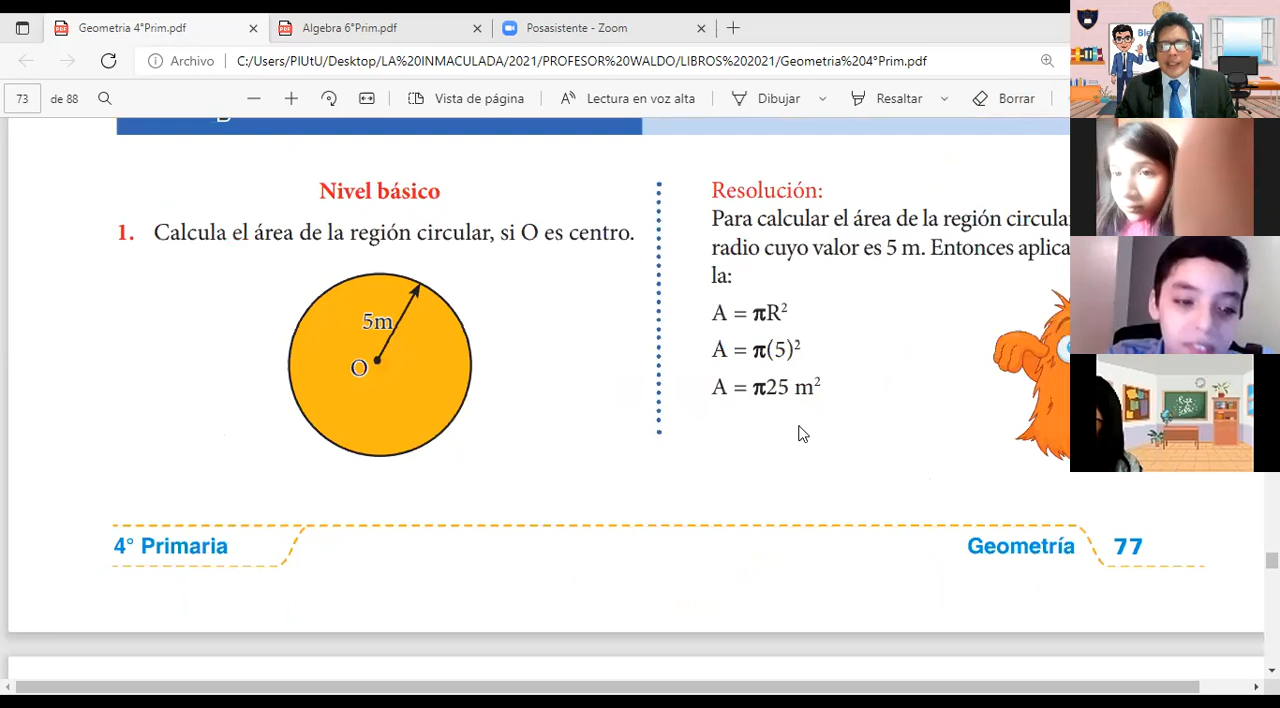 Geometria 4°Prim.pdf
Algebra 6°Prim.pdf
Posasistente - Zoom
Archivo
C:/Users/PIUtU/Desktop/LA%20INMACULADA/2021/PROFESOR%20WALDO/LIBROS%202021/Geometria%204°Prim.pdf
73 de 88
Vista de página
Lectura en voz alta
Dibujar
Resaltar
Borrar
Nivel básico
1. Calcula el área de la región circular, si O es centro.
5m
O
Resolución:
Para calcular el área de la región circula
radio cuyo valor es 5 m. Entonces aplica
la:
A = πR²
A = π(5)²
A = π25 m²
4° Primaria
Geometría 77